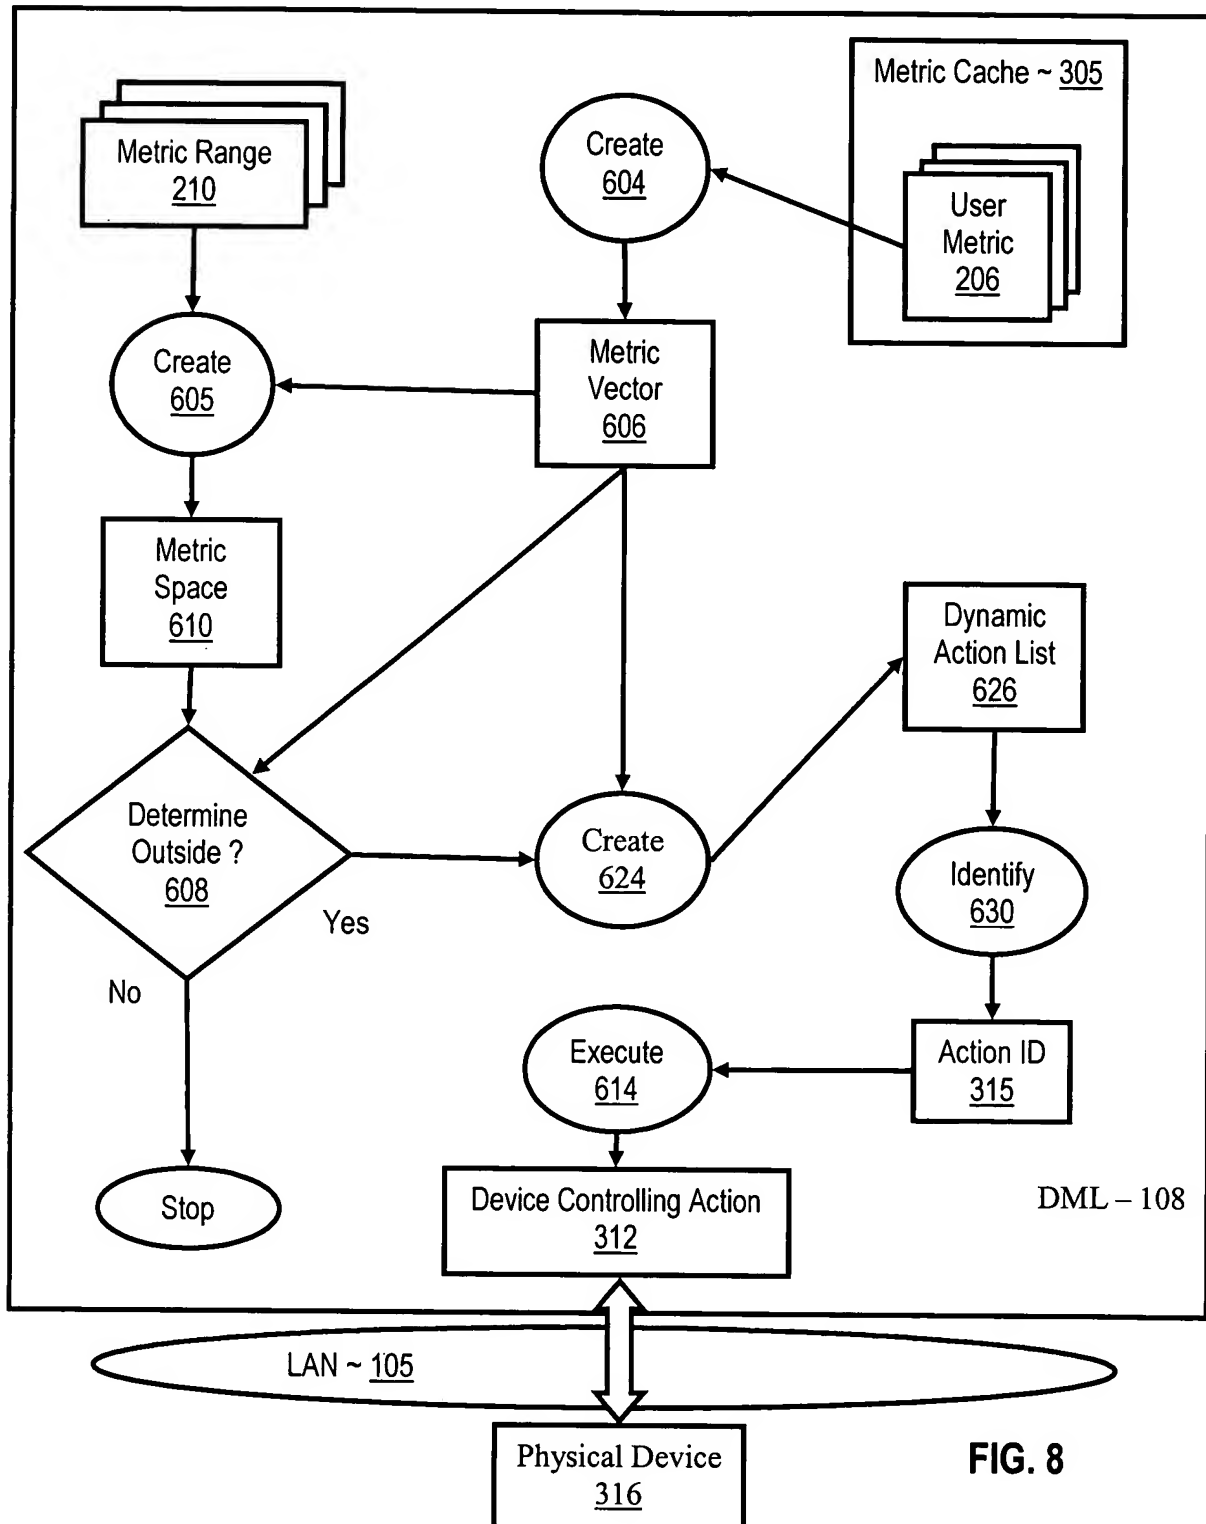 Metric Cache ~ 305
Metric Range
210
Create
604
User
Metric
206
Create
605
Metric
Vector
606
Metric
Space
610
Dynamic
Action List
626
Determine
Outside ?
608
Yes
No
Create
624
Identify
630
Execute
614
Action ID
315
Stop
Device Controlling Action
312
DML – 108
LAN ~ 105
Physical Device
316
FIG. 8